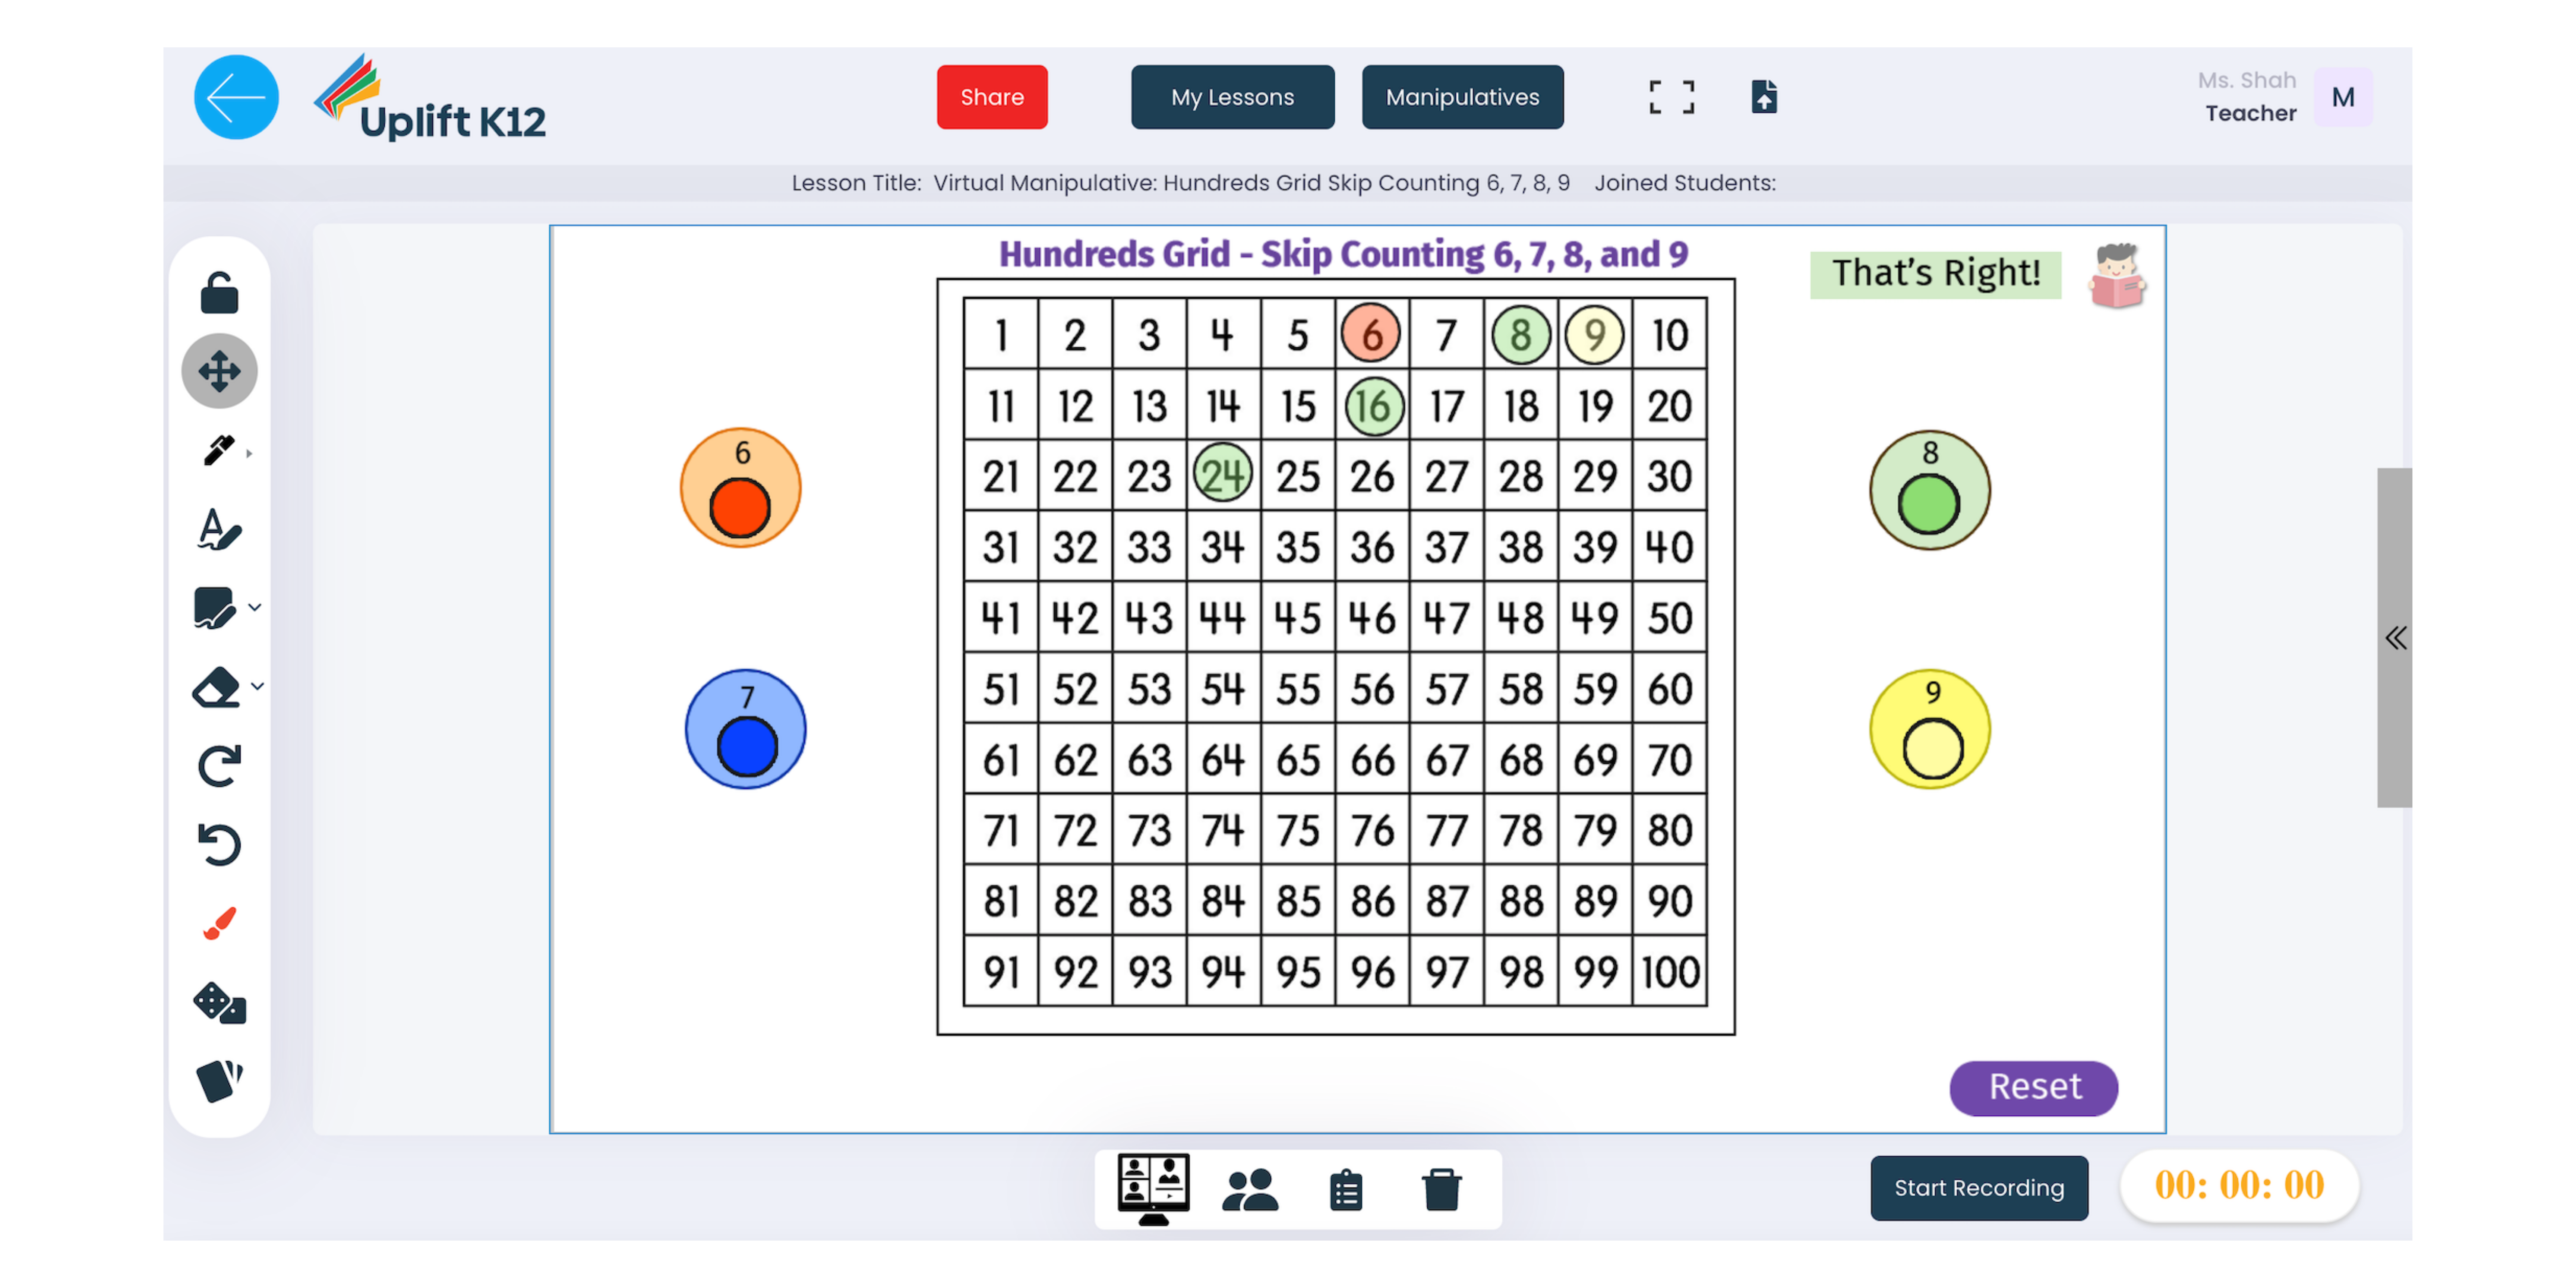 Uplift K12
Share
My Lessons
Manipulatives
Ms. Shah
Teacher
M
Lesson Title: Virtual Manipulative: Hundreds Grid Skip Counting 6, 7, 8, 9 Joined Students:
Hundreds Grid - Skip Counting 6, 7, 8, and 9
That's Right!
1 2 3 4 5 6 7 8 9 10
11 12 13 14 15 16 17 18 19 20
21 22 23 24 25 26 27 28 29 30
31 32 33 34 35 36 37 38 39 40
41 42 43 44 45 46 47 48 49 50
51 52 53 54 55 56 57 58 59 60
61 62 63 64 65 66 67 68 69 70
71 72 73 74 75 76 77 78 79 80
81 82 83 84 85 86 87 88 89 90
91 92 93 94 95 96 97 98 99 100
6
7
8
9
Reset
Start Recording
00: 00: 00